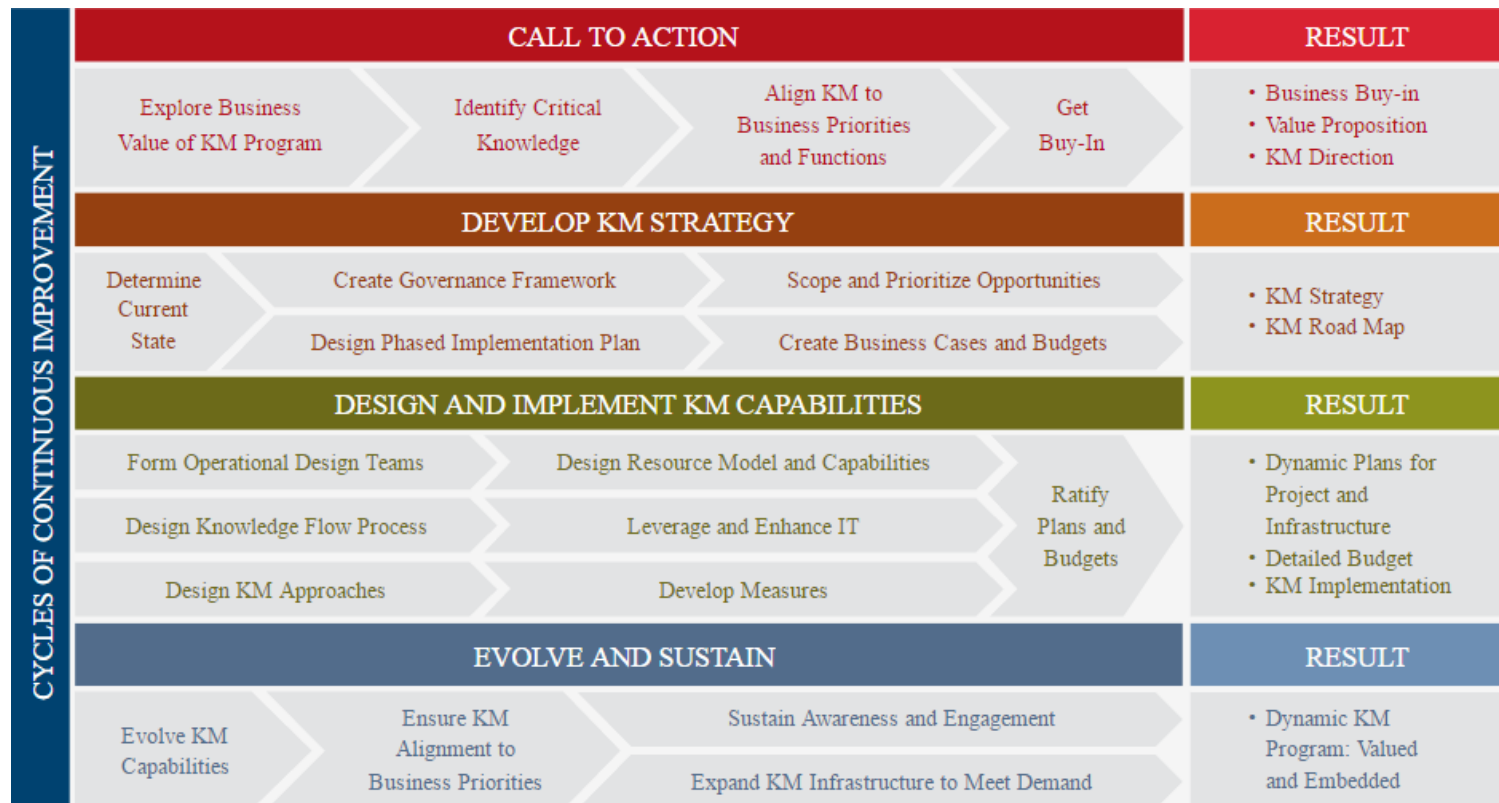 CYCLES OF CONTINUOUS IMPROVEMENT
CALL TO ACTION
RESULT
Explore Business
Value of KM Program
Identify Critical
Knowledge
Align KM to
Business Priorities
and Functions
Get
Buy-In
• Business Buy-in
• Value Proposition
• KM Direction
DEVELOP KM STRATEGY
RESULT
Determine
Current
State
Create Governance Framework
Scope and Prioritize Opportunities
Design Phased Implementation Plan
Create Business Cases and Budgets
• KM Strategy
• KM Road Map
DESIGN AND IMPLEMENT KM CAPABILITIES
RESULT
Form Operational Design Teams
Design Resource Model and Capabilities
Design Knowledge Flow Process
Leverage and Enhance IT
Design KM Approaches
Develop Measures
Ratify
Plans and
Budgets
• Dynamic Plans for
Project and
Infrastructure
• Detailed Budget
• KM Implementation
EVOLVE AND SUSTAIN
RESULT
Evolve KM
Capabilities
Ensure KM
Alignment to
Business Priorities
Sustain Awareness and Engagement
Expand KM Infrastructure to Meet Demand
• Dynamic KM
Program: Valued
and Embedded